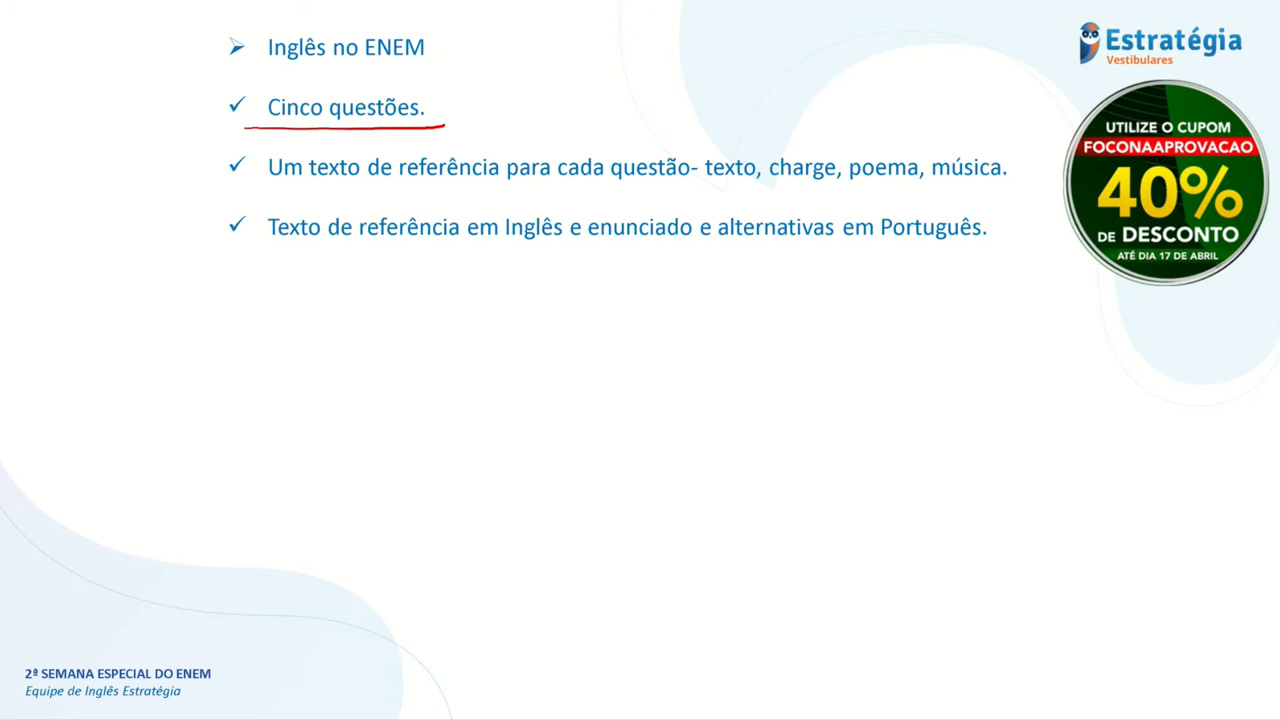 Inglês no ENEM
Cinco questões.
Um texto de referência para cada questão- texto, charge, poema, música.
Texto de referência em Inglês e enunciado e alternativas em Português.
Estratégia
Vestibulares
UTILIZE O CUPOM
FOCONAAPROVACAO
40%
DE DESCONTO
ATÉ DIA 17 DE ABRIL
2ª SEMANA ESPECIAL DO ENEM
Equipe de Inglês Estratégia